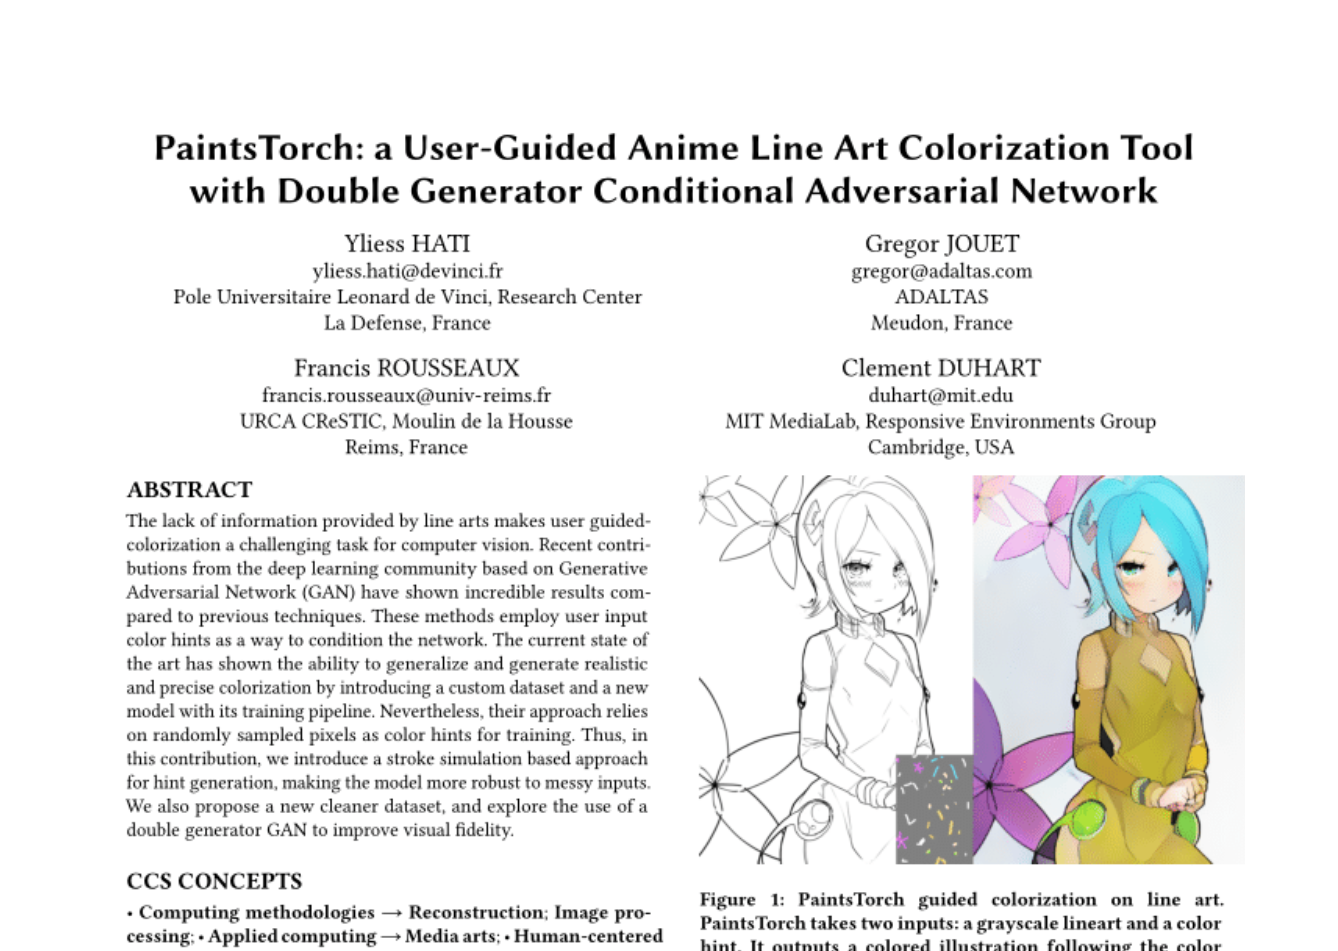 PaintsTorch: a User-Guided Anime Line Art Colorization Tool
with Double Generator Conditional Adversarial Network
Yliess HATI
yliess.hati@devinci.fr
Pole Universitaire Leonard de Vinci, Research Center
La Defense, France
Gregor JOUET
gregor@adaltas.com
ADALTAS
Meudon, France
Francis ROUSSEAUX
francis.rousseaux@univ-reims.fr
URCA CReSTIC, Moulin de la Housse
Reims, France
Clement DUHART
duhart@mit.edu
MIT MediaLab, Responsive Environments Group
Cambridge, USA
ABSTRACT
The lack of information provided by line arts makes user guided-
colorization a challenging task for computer vision. Recent contri-
butions from the deep learning community based on Generative
Adversarial Network (GAN) have shown incredible results com-
pared to previous techniques. These methods employ user input
color hints as a way to condition the network. The current state of
the art has shown the ability to generalize and generate realistic
and precise colorization by introducing a custom dataset and a new
model with its training pipeline. Nevertheless, their approach relies
on randomly sampled pixels as color hints for training. Thus, in
this contribution, we introduce a stroke simulation based approach
for hint generation, making the model more robust to messy inputs.
We also propose a new cleaner dataset, and explore the use of a
double generator GAN to improve visual fidelity.
CCS CONCEPTS
• Computing methodologies → Reconstruction; Image pro-
cessing; • Applied computing → Media arts; • Human-centered
Figure 1: PaintsTorch guided colorization on line art.
PaintsTorch takes two inputs: a grayscale lineart and a color
hint. It outputs a colored illustration following the color